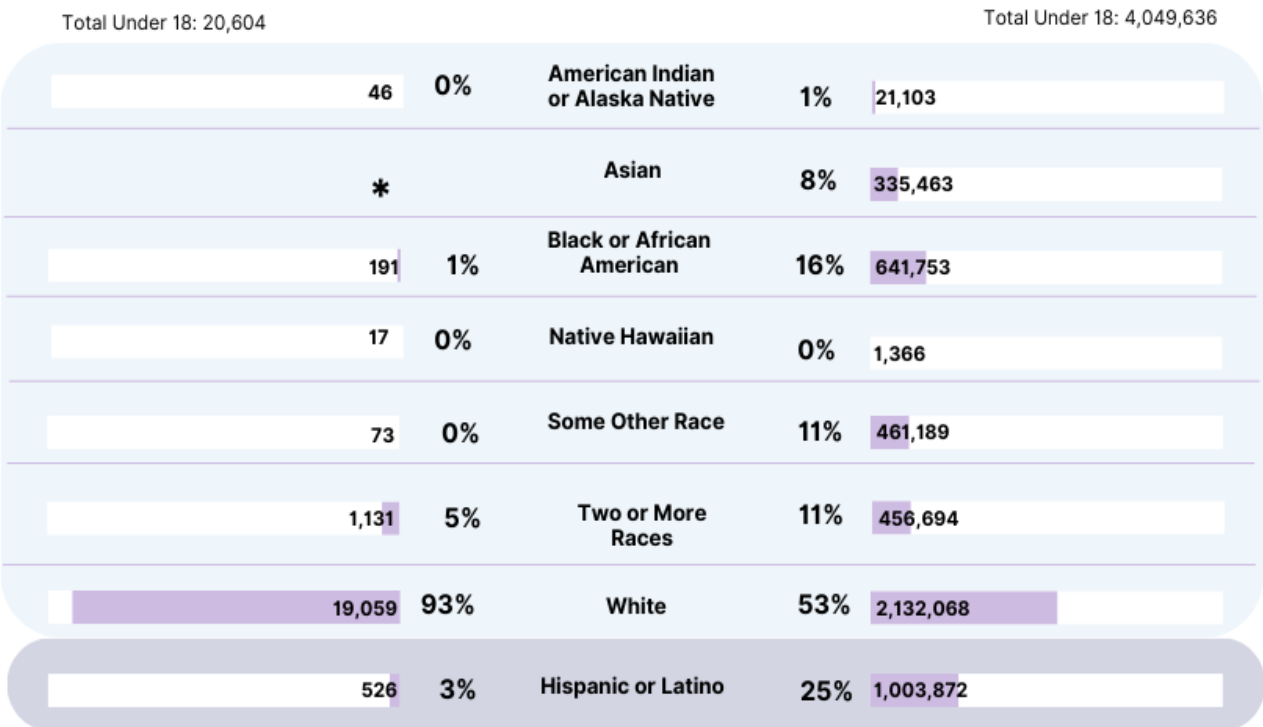 Total Under 18: 20,604
Total Under 18: 4,049,636
46 0% American Indian or Alaska Native 1% 21,103
* Asian 8% 335,463
191 1% Black or African American 16% 641,753
17 0% Native Hawaiian 0% 1,366
73 0% Some Other Race 11% 461,189
1,131 5% Two or More Races 11% 456,694
19,059 93% White 53% 2,132,068
526 3% Hispanic or Latino 25% 1,003,872